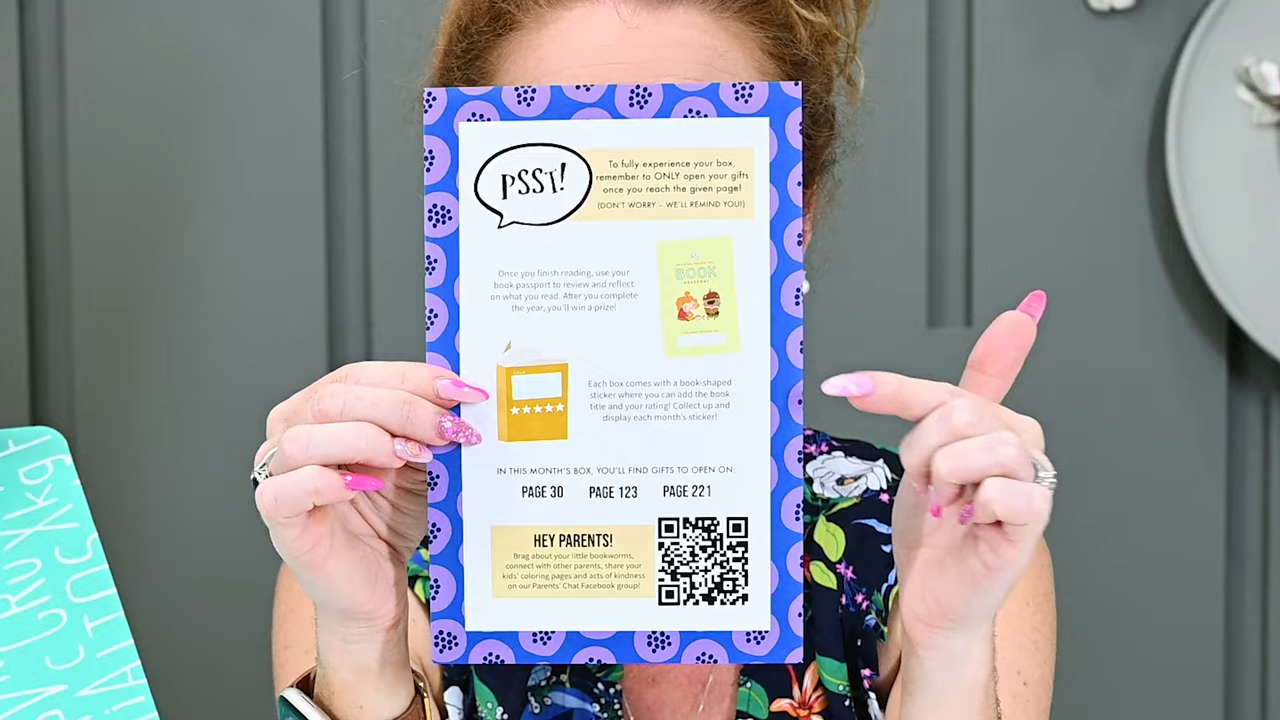 PSST!
To fully experience your box,
remember to ONLY open your gifts
once you reach the given page!
(DON'T WORRY – WE'LL REMIND YOU!)
Once you finish reading, use your
book passport to review and reflect
on what you read. After you complete
the year, you'll win a prize!
BOOK
PASSPORT
TITLE
Each box comes with a book-shaped
sticker where you can add the book
title and your rating! Collect up and
display each month's sticker!
IN THIS MONTH'S BOX, YOU'LL FIND GIFTS TO OPEN ON:
PAGE 30 PAGE 123 PAGE 221
HEY PARENTS!
Brag about your little bookworms,
connect with other parents, share your
kids' coloring pages and acts of kindness
on our Parents' Chat Facebook group!